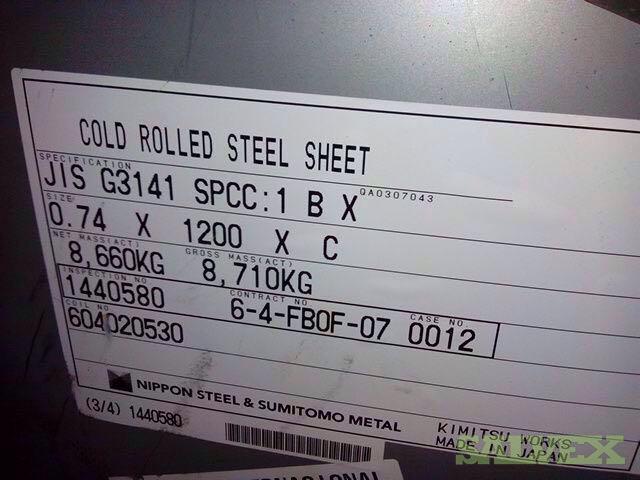 COLD ROLLED STEEL SHEET
SPECIFICATION
JIS G3141 SPCC:1 B X QA0307043
SIZE
0.74 X 1200 X C
NET MASS(ACT) GROSS MASS(ACT)
8,660KG 8,710KG
INSPECTION NO CONTRACT NO CASE NO
1440580 6-4-FB0F-07 0012
COIL NO
604020530
NIPPON STEEL & SUMITOMO METAL
KIMITSU WORKS
(3/4) 1440580
MADE IN JAPAN
SALVEX